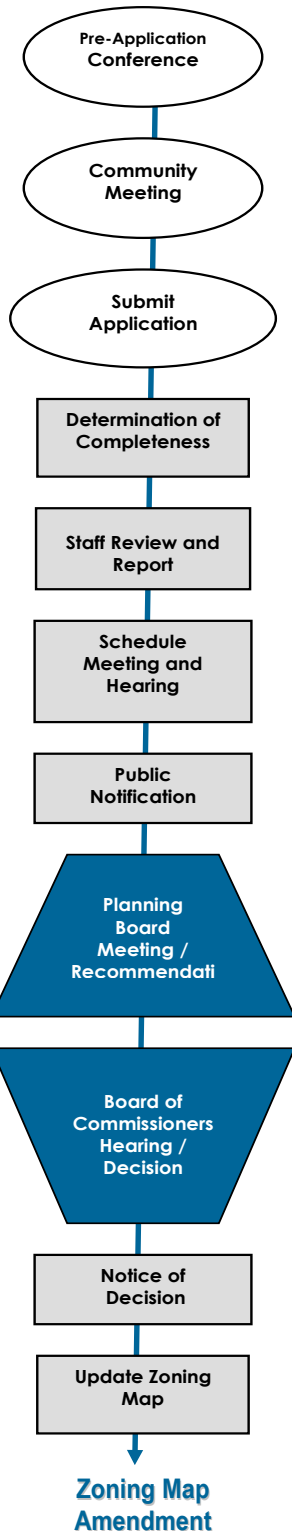 Pre-Application
Conference
Community
Meeting
Submit
Application
Determination of
Completeness
Staff Review and
Report
Schedule
Meeting and
Hearing
Public
Notification
Planning
Board
Meeting /
Recommendati
Board of
Commissioners
Hearing /
Decision
Notice of
Decision
Update Zoning
Map
Zoning Map
Amendment